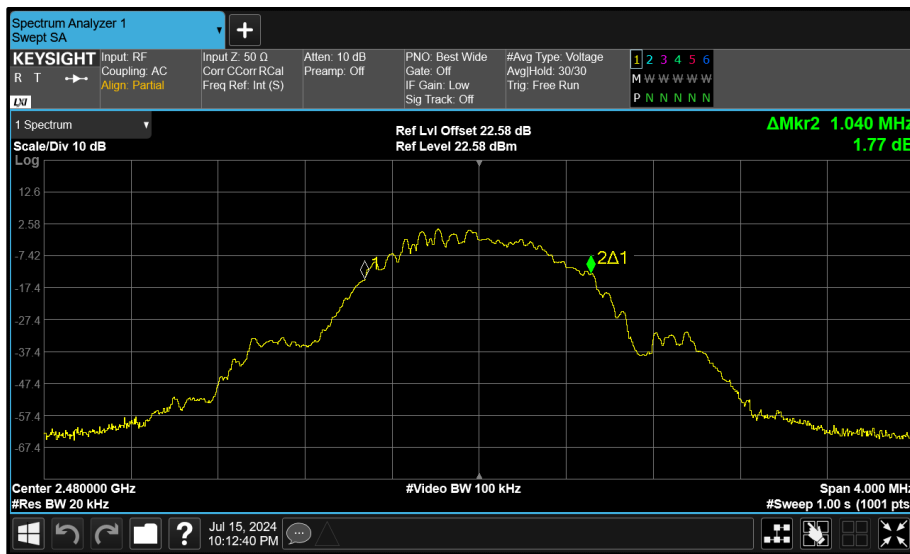 Spectrum Analyzer 1
Swept SA
KEYSIGHT
R T
LXI
Input: RF
Coupling: AC
Align: Partial
Input Z: 50 Ω
Corr CCorr RCal
Freq Ref: Int (S)
Atten: 10 dB
Preamp: Off
PNO: Best Wide
Gate: Off
IF Gain: Low
Sig Track: Off
#Avg Type: Voltage
Avg|Hold: 30/30
Trig: Free Run
1 2 3 4 5 6
M W W W W W
P N N N N N
1 Spectrum
Scale/Div 10 dB
Ref Lvl Offset 22.58 dB
Ref Level 22.58 dBm
ΔMkr2 1.040 MHz
1.77 dB
Log
12.6
2.58
-7.42
-17.4
-27.4
-37.4
-47.4
-57.4
-67.4
1
2Δ1
Center 2.480000 GHz
#Video BW 100 kHz
Span 4.000 MHz
#Res BW 20 kHz
#Sweep 1.00 s (1001 pts
?
Jul 15, 2024
10:12:40 PM